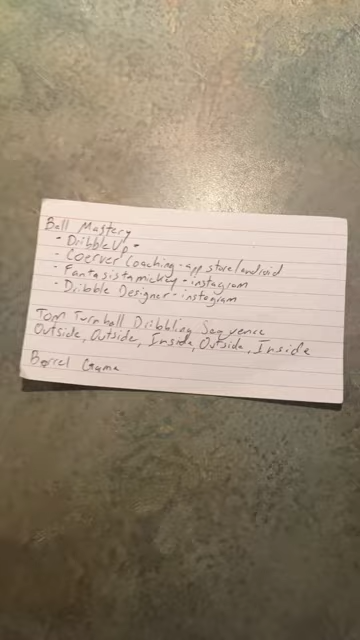 Ball Mastery
- DribbleUp -
- Coerver Coaching - app store/android
- Fantasistamickey - instagram
- Dribble Designer - instagram
Tom Turnball Dribbling Sequence
Outside, Outside, Inside, Outside, Inside
Barrel Game